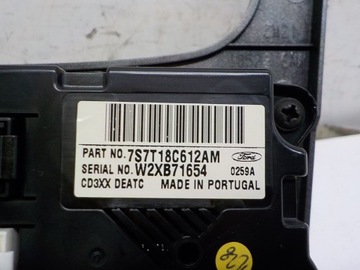 PART NO. 7S7T18C612AM
SERIAL NO. W2XB71654
Ford
0259A
CD3XX DEATC MADE IN PORTUGAL